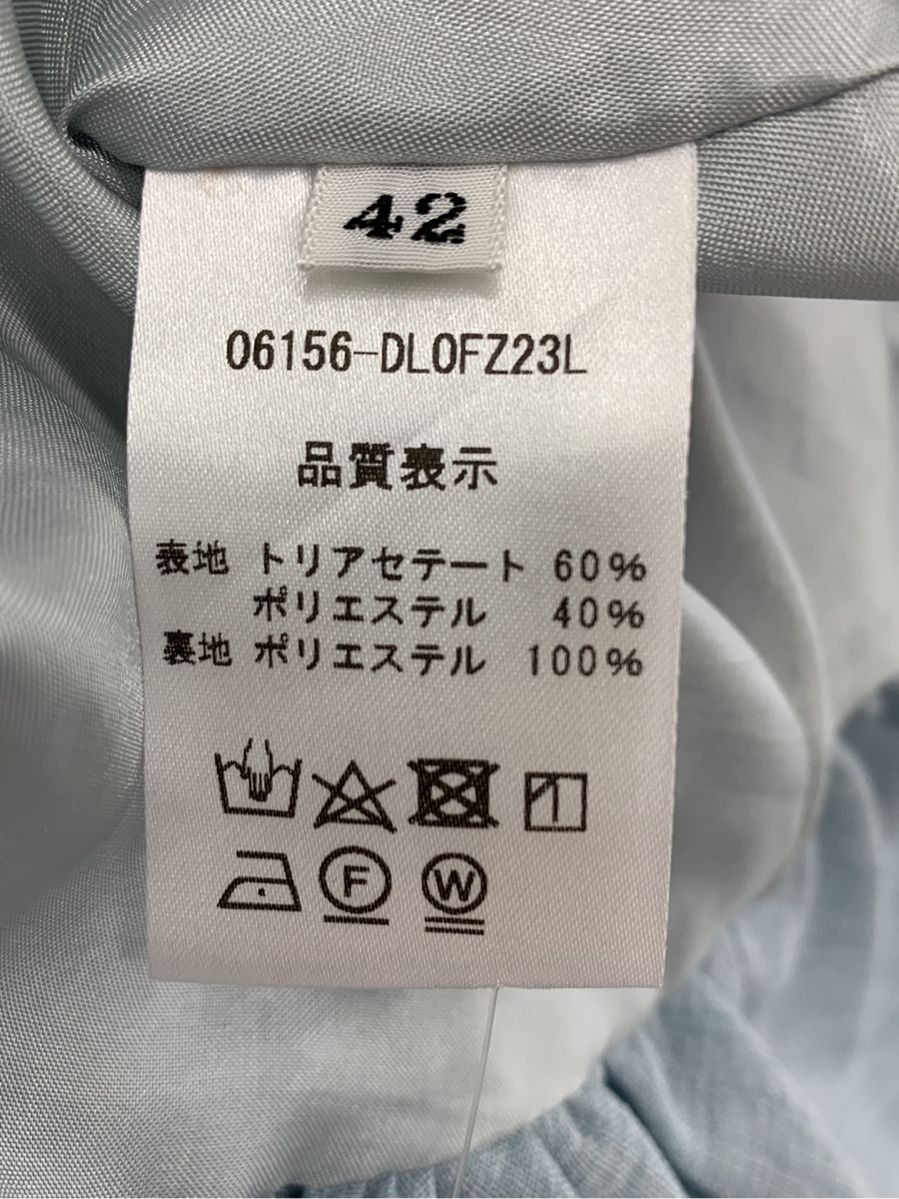 42
06156-DLOFZ23L
品質表示
表地 トリアセテート 60%
ポリエステル 40%
裏地 ポリエステル 100%
F W